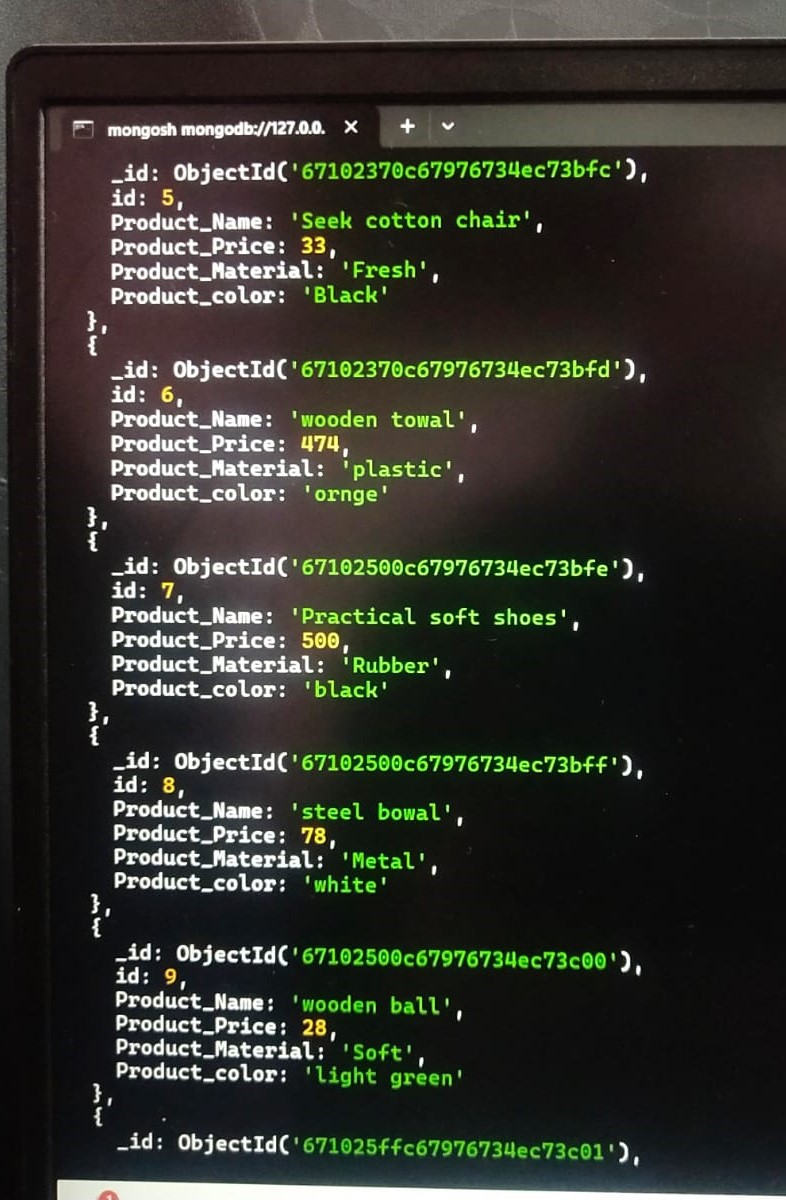 mongosh mongodb://127.0.0.
_id: ObjectId('67102370c67976734ec73bfc'),
id: 5,
Product_Name: 'Seek cotton chair',
Product_Price: 33,
Product_Material: 'Fresh',
Product_color: 'Black'
},
{
_id: ObjectId('67102370c67976734ec73bfd'),
id: 6,
Product_Name: 'wooden towal',
Product_Price: 474,
Product_Material: 'plastic',
Product_color: 'ornge'
},
{
_id: ObjectId('67102500c67976734ec73bfe'),
id: 7,
Product_Name: 'Practical soft shoes',
Product_Price: 500,
Product_Material: 'Rubber',
Product_color: 'black'
},
{
_id: ObjectId('67102500c67976734ec73bff'),
id: 8,
Product_Name: 'steel bowal',
Product_Price: 78,
Product_Material: 'Metal',
Product_color: 'white'
},
{
_id: ObjectId('67102500c67976734ec73c00'),
id: 9,
Product_Name: 'wooden ball',
Product_Price: 28,
Product_Material: 'Soft',
Product_color: 'light green'
},
{
_id: ObjectId('671025ffc67976734ec73c01'),
1